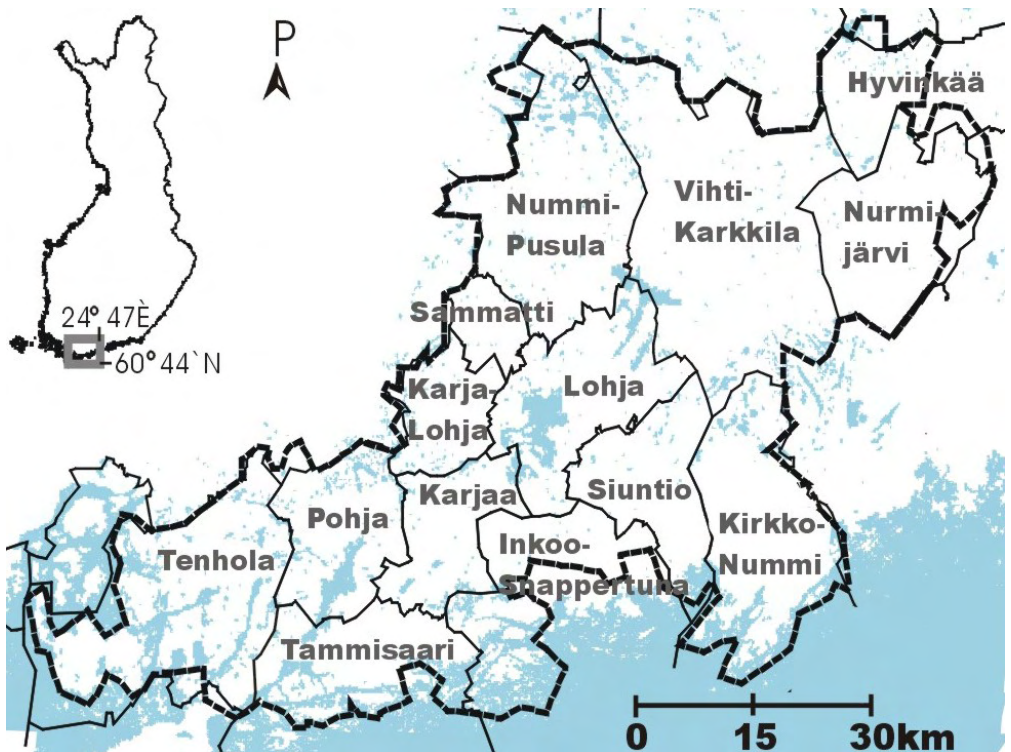 P
Hyvinkää
Nummi-
Pusula
Vihti-
Karkkila
Nurmi-
järvi
24° 47È
60°44`N
Sammatti
Karja-
Lohja
Lohja
Karjaa
Siuntio
Pohja
Kirkko-
Nummi
Tenhola
Inkoo-
Snappertuna
Tammisaari
0 15 30km